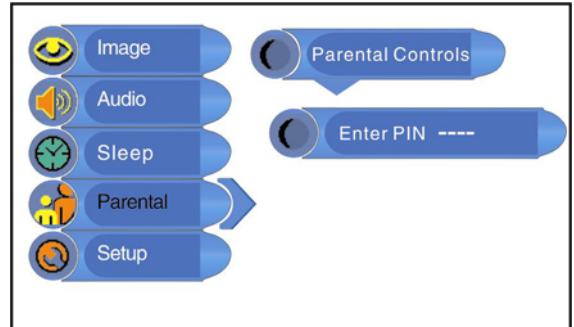 Image
Audio
Sleep
Parental
Setup
Parental Controls
Enter PIN ----